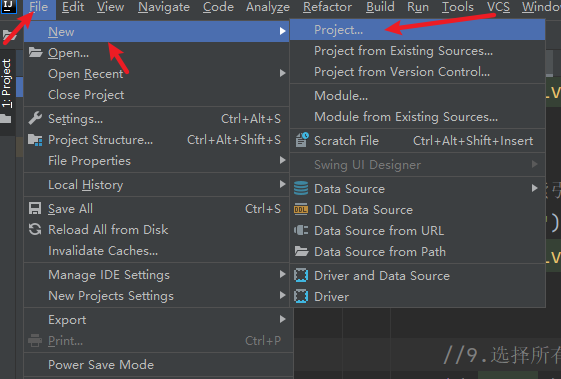 IJ File Edit View Navigate Code Analyze Refactor Build Run Tools VCS Window
1: Project
New
Open...
Open Recent
Close Project
Settings... Ctrl+Alt+S
Project Structure... Ctrl+Alt+Shift+S
File Properties
Local History
Save All Ctrl+S
Reload All from Disk
Invalidate Caches...
Manage IDE Settings
New Projects Settings
Export
Print... Ctrl+P
Power Save Mode
Project...
Project from Existing Sources...
Project from Version Control...
Module...
Module from Existing Sources...
Scratch File Ctrl+Alt+Shift+Insert
Swing UI Designer
Data Source
DDL DDL Data Source
Data Source from URL
Data Source from Path
Driver and Data Source
Driver
")
//9.选择所有